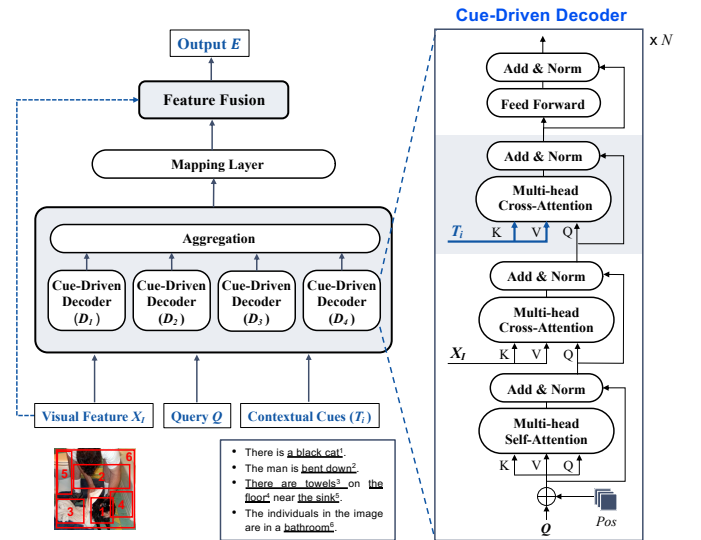 Cue-Driven Decoder
x N
Output E
Feature Fusion
Mapping Layer
Aggregation
Cue-Driven
Decoder
(D1)
Cue-Driven
Decoder
(D2)
Cue-Driven
Decoder
(D3)
Cue-Driven
Decoder
(D4)
Visual Feature XI
Query Q
Contextual Cues (Ti)
6
5
2
3
1
4
• There is a black cat¹.
• The man is bent down².
• There are towels³ on the
floor⁴ near the sink⁵.
• The individuals in the image
are in a bathroom⁶.
Add & Norm
Feed Forward
Add & Norm
Multi-head
Cross-Attention
Ti
K
V
Q
Add & Norm
Multi-head
Cross-Attention
XI
K
V
Q
Add & Norm
Multi-head
Self-Attention
K
V
Q
Pos
Q